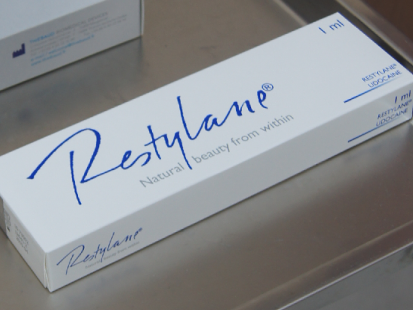 1 ml
Restylane®
Natural beauty from within
RESTYLANE®
LIDOCAINE
1 ml
RESTYLANE®
LIDOCAINE
Restylane